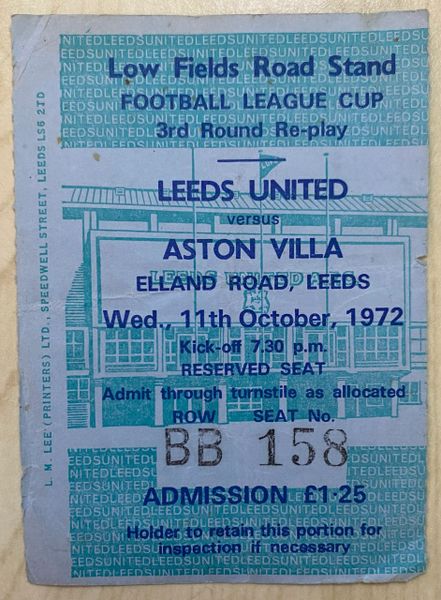 Low Fields Road Stand
FOOTBALL LEAGUE CUP
3rd Round Re-play
LEEDS UNITED
versus
ASTON VILLA
ELLAND ROAD, LEEDS
Wed., 11th October, 1972
Kick-off 7.30 p.m.
RESERVED SEAT
Admit through turnstile as allocated
ROW SEAT No.
BB 158
ADMISSION £1·25
Holder to retain this portion for
inspection if necessary
L. M. LEE (PRINTERS) LTD., SPEEDWELL STREET, LEEDS LS6 2TD
LEEDS UNITED A.F.C.